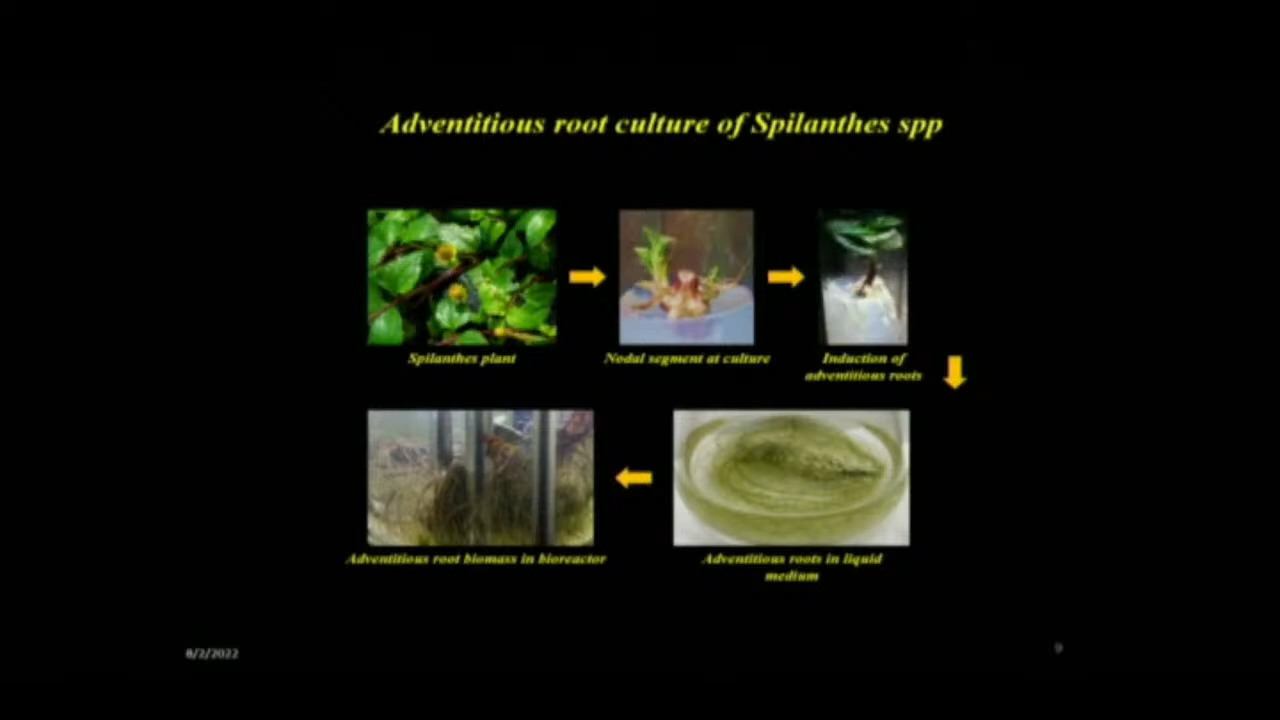 Adventitious root culture of Spilanthes spp
Spilanthes plant
Nodal segment at culture
Induction of
adventitious roots
Adventitious root biomass in bioreactor
Adventitious roots in liquid
medium
8/2/2022
9